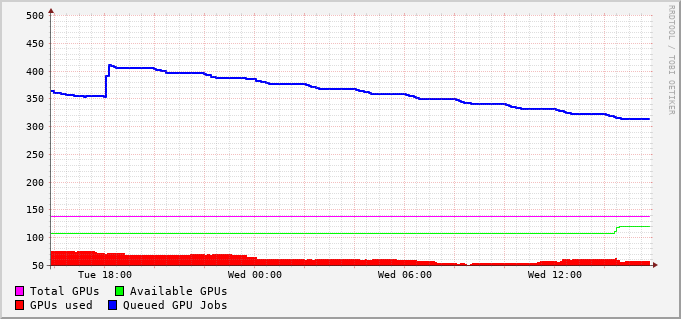 500
450
400
350
300
250
200
150
100
50
Tue 18:00 Wed 00:00 Wed 06:00 Wed 12:00
Total GPUs Available GPUs
GPUs used Queued GPU Jobs
RRDTOOL / TOBI OETIKER